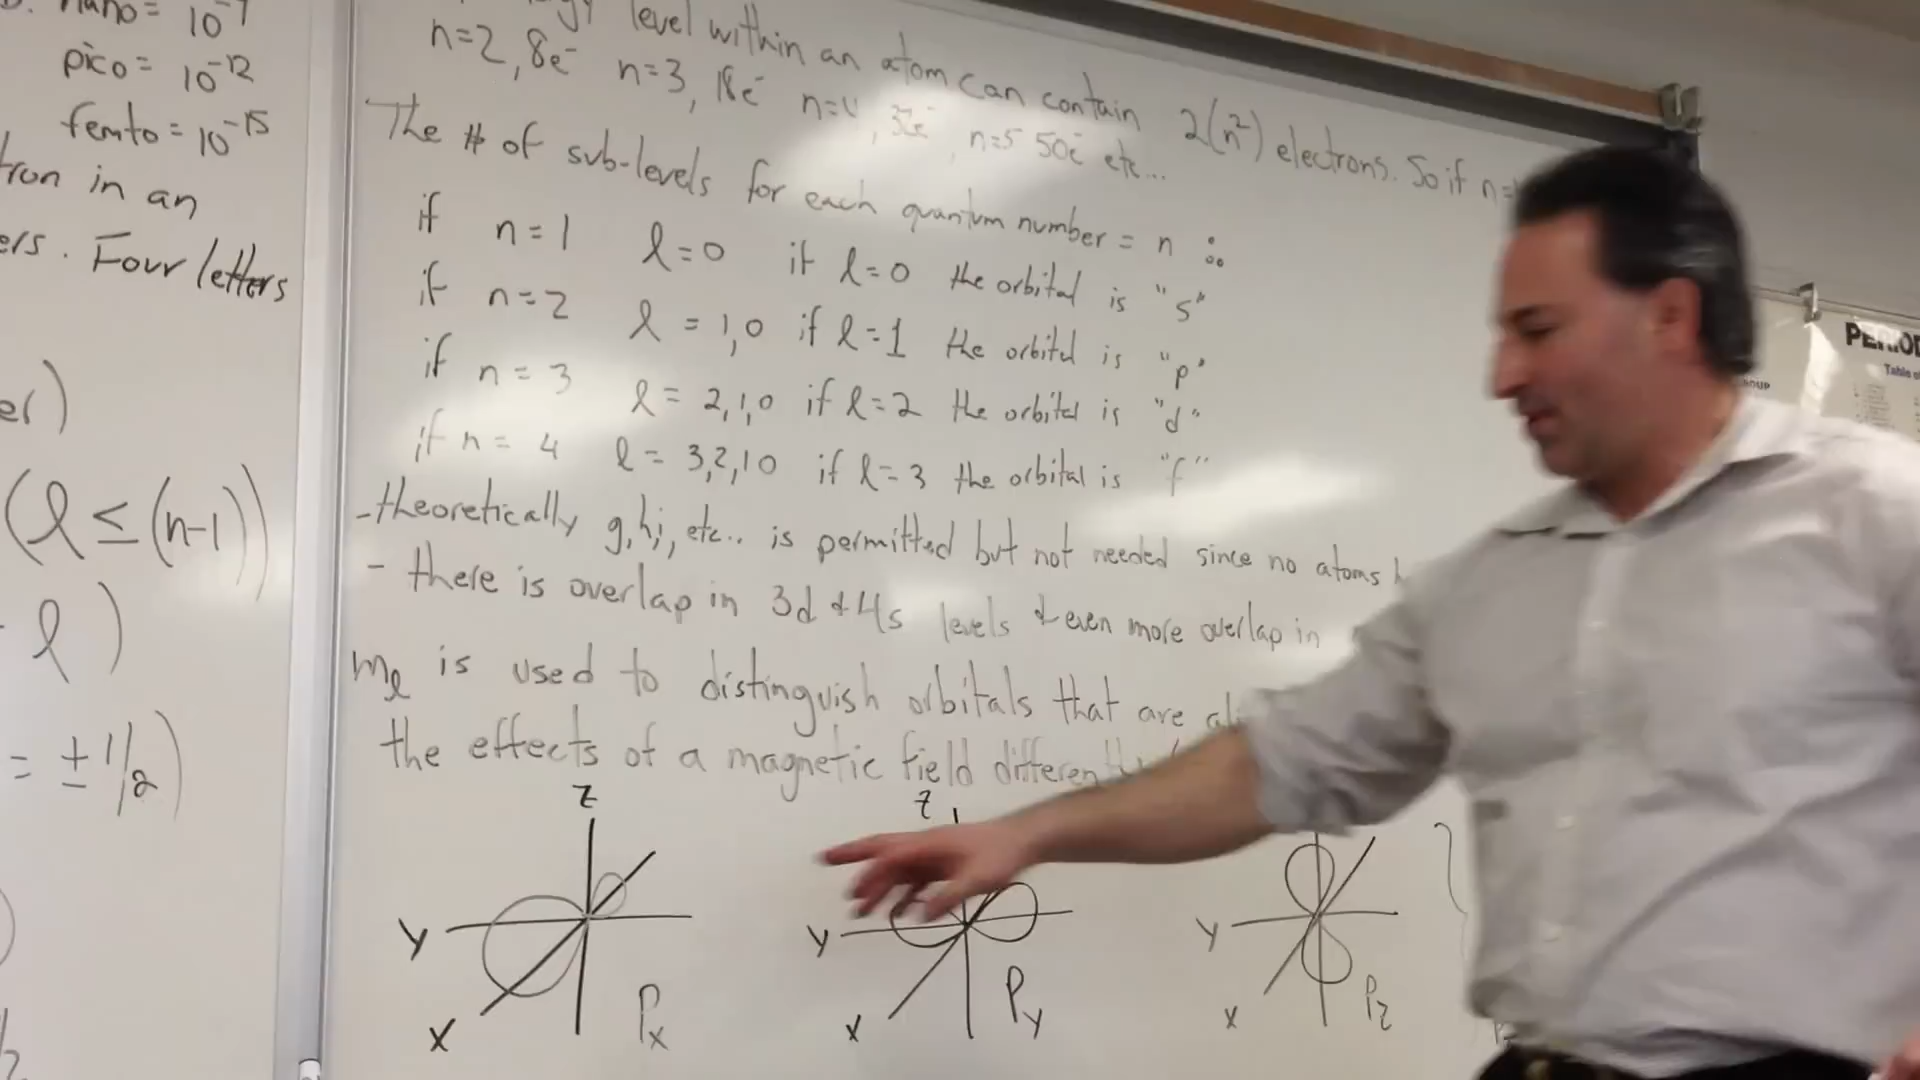 nano = 10⁻⁹
pico = 10⁻¹²
femto = 10⁻¹⁵
tron in an
ers. Four letters
er)
(l ≤ (n-1))
l)
= ±1/2)
level within an atom can contain 2(n²) electrons. So if n=
n=2, 8e⁻ n=3, 18e⁻ n=4, 32e⁻, n=5 50e⁻ etc...
The # of sub-levels for each quantum number = n
if n=1 l=0 if l=0 the orbital is "s"
if n=2 l = 1,0 if l=1 the orbital is "p"
if n=3 l= 2,1,0 if l=2 the orbital is "d"
if n= 4 l= 3,2,10 if l=3 the orbital is "f"
-theoretically g,h,i, etc.. is permitted but not needed since no atoms
- there is overlap in 3d & 4s levels & even more overlap in
mₗ is used to distinguish orbitals that are
the effects of a magnetic field
Z
Y
X
Pₓ
Z
Y
X
Py
Y
X
Pz
PERIOD
Table of